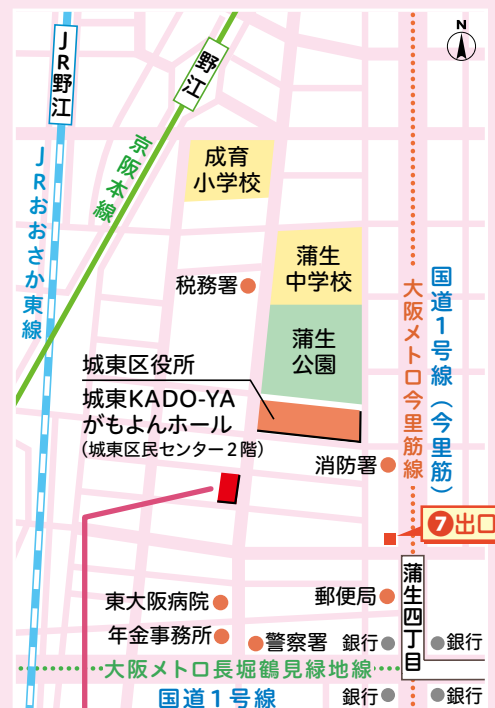 N
JR野江
野江
京阪本線
JRおおさか東線
成育
小学校
蒲生
中学校
税務署
蒲生
公園
大阪メトロ今里筋線
国道1号線（今里筋）
城東区役所
城東KADO-YA
がもよんホール
(城東区民センター2階)
消防署
❼出口
蒲生四丁目
東大阪病院
郵便局
年金事務所
警察署
銀行
銀行
大阪メトロ長堀鶴見緑地線
国道1号線
銀行
銀行